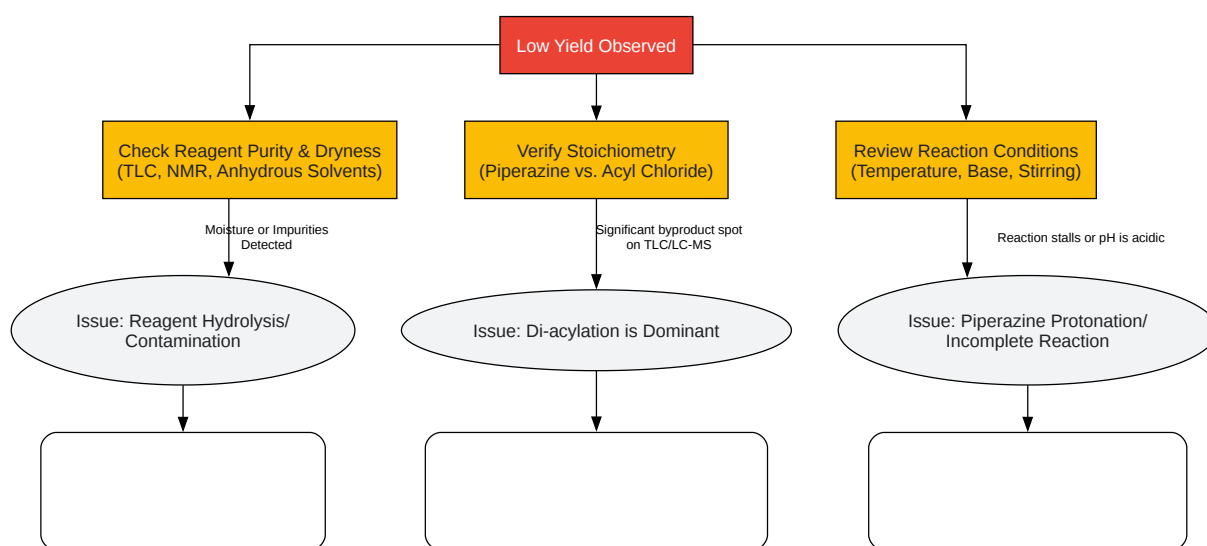 Low Yield Observed
Check Reagent Purity & Dryness
(TLC, NMR, Anhydrous Solvents)
Verify Stoichiometry
(Piperazine vs. Acyl Chloride)
Review Reaction Conditions
(Temperature, Base, Stirring)
Moisture or Impurities
Detected
Significant byproduct spot
on TLC/LC-MS
Reaction stalls or pH is acidic
Issue: Reagent Hydrolysis/
Contamination
Issue: Di-acylation is Dominant
Issue: Piperazine Protonation/
Incomplete Reaction